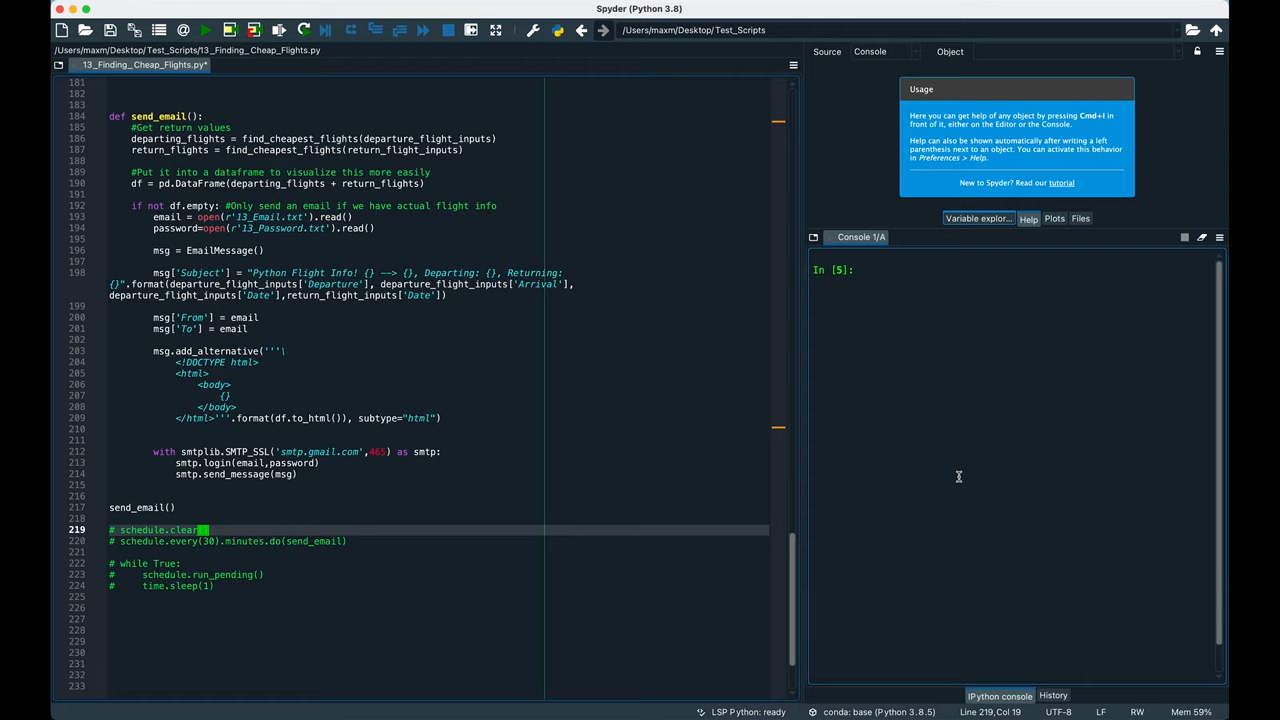 Spyder (Python 3.8)
/Users/maxm/Desktop/Test_Scripts
/Users/maxm/Desktop/Test_Scripts/13_Finding_Cheap_Flights.py
13_Finding_Cheap_Flights.py*
181
182
183
184 def send_email():
185 #Get return values
186 departing_flights = find_cheapest_flights(departure_flight_inputs)
187 return_flights = find_cheapest_flights(return_flight_inputs)
188
189 #Put it into a dataframe to visualize this more easily
190 df = pd.DataFrame(departing_flights + return_flights)
191
192 if not df.empty: #Only send an email if we have actual flight info
193 email = open(r'13_Email.txt').read()
194 password=open(r'13_Password.txt').read()
195
196 msg = EmailMessage()
197
198 msg['Subject'] = "Python Flight Info! {} --> {}, Departing: {}, Returning:
{}".format(departure_flight_inputs['Departure'], departure_flight_inputs['Arrival'],
departure_flight_inputs['Date'],return_flight_inputs['Date'])
199
200 msg['From'] = email
201 msg['To'] = email
202
203 msg.add_alternative('''\
204 <!DOCTYPE html>
205 <html>
206 <body>
207 {}
208 </body>
209 </html>'''.format(df.to_html()), subtype="html")
210
211
212 with smtplib.SMTP_SSL('smtp.gmail.com',465) as smtp:
213 smtp.login(email,password)
214 smtp.send_message(msg)
215
216
217 send_email()
218
219 # schedule.clear()
220 # schedule.every(30).minutes.do(send_email)
221
222 # while True:
223 # schedule.run_pending()
224 # time.sleep(1)
225
226
227
228
229
230
231
232
233
Source Console Object
Usage
Here you can get help of any object by pressing Cmd+I in
front of it, either on the Editor or the Console.
Help can also be shown automatically after writing a left
parenthesis next to an object. You can activate this behavior
in Preferences > Help.
New to Spyder? Read our tutorial
Variable explor... Help Plots Files
Console 1/A
In [5]:
IPython console History
LSP Python: ready conda: base (Python 3.8.5) Line 219,Col 19 UTF-8 LF RW Mem 59%